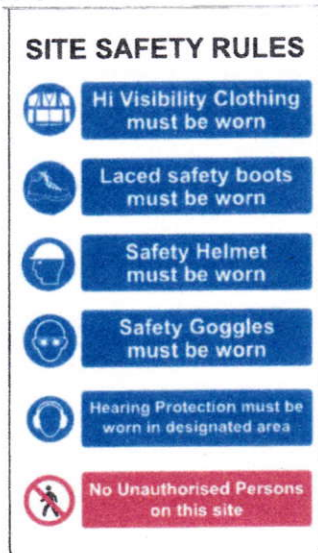 SITE SAFETY RULES
Hi Visibility Clothing
must be worn
Laced safety boots
must be worn
Safety Helmet
must be worn
Safety Goggles
must be worn
Hearing Protection must be
worn in designated area
No Unauthorised Persons
on this site